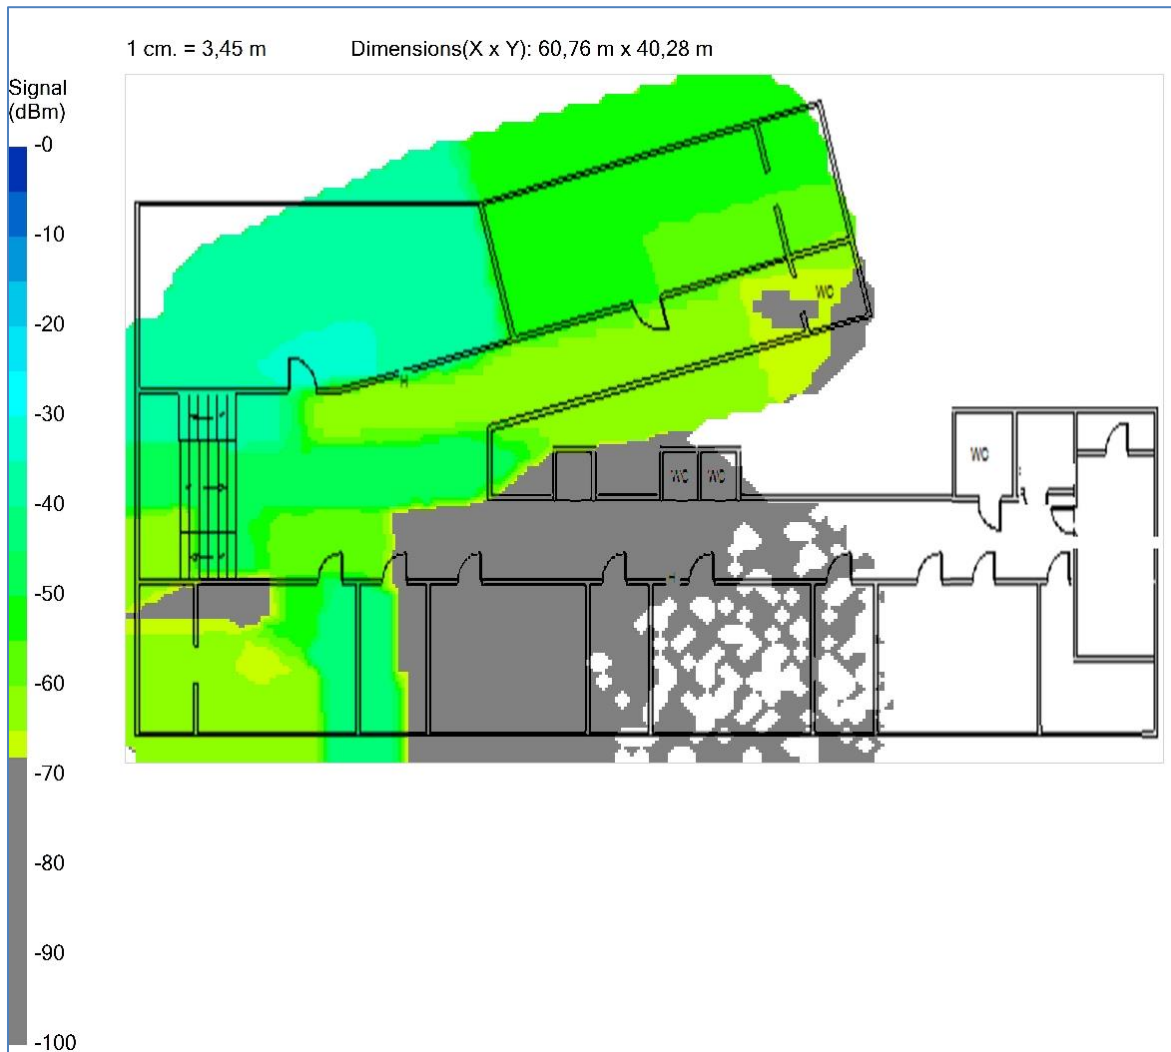 1 cm. = 3,45 m Dimensions(X x Y): 60,76 m x 40,28 m
Signal
(dBm)
-0
-10
-20
-30
-40
-50
-60
-70
-80
-90
-100
WC
H
WC
WC WC
H